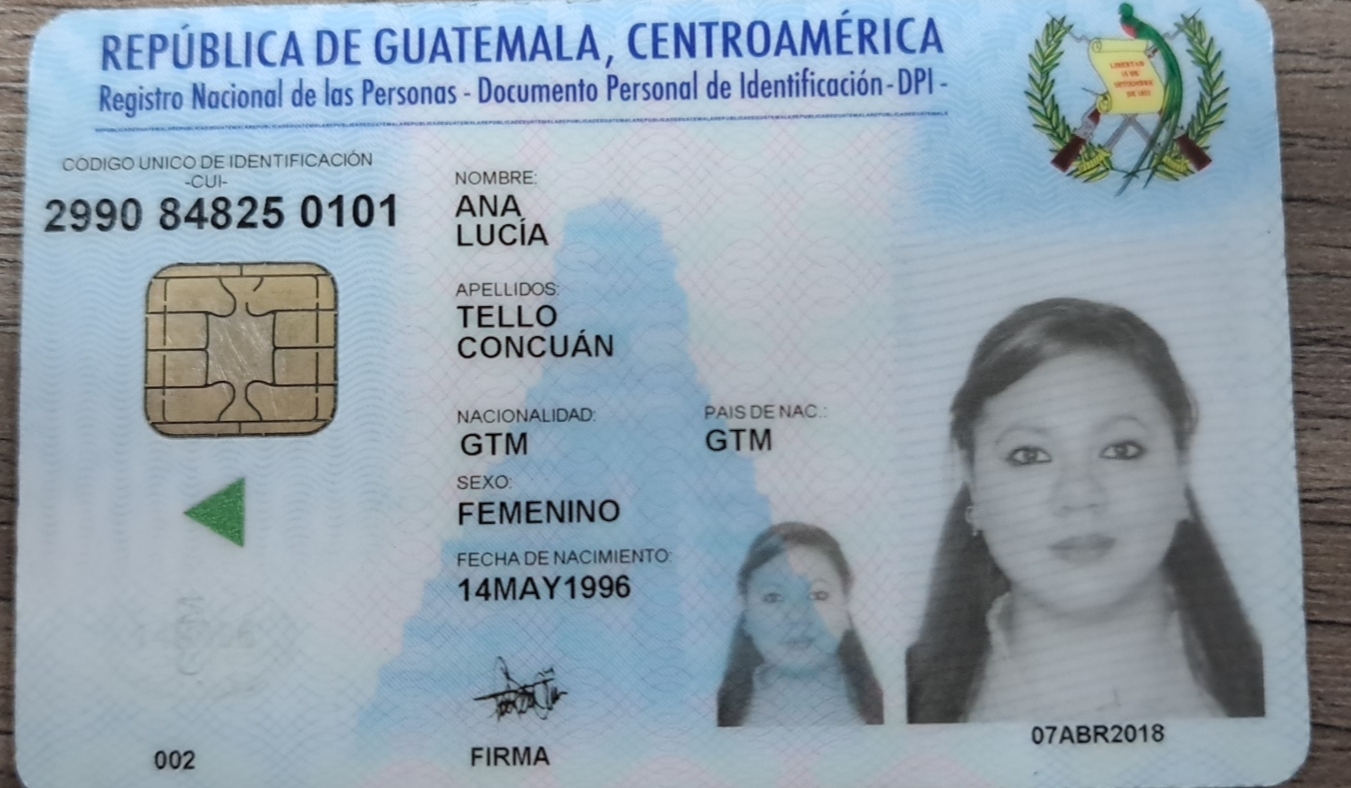 REPÚBLICA DE GUATEMALA, CENTROAMÉRICA
Registro Nacional de las Personas - Documento Personal de Identificación - DPI -
CÓDIGO UNICO DE IDENTIFICACIÓN
-CUI-
2990 84825 0101
NOMBRE:
ANA
LUCÍA
APELLIDOS:
TELLO
CONCUÁN
NACIONALIDAD:
GTM
PAIS DE NAC.:
GTM
SEXO:
FEMENINO
FECHA DE NACIMIENTO:
14MAY1996
002
FIRMA
07ABR2018
LIBERTAD
15 DE
SETIEMBRE
DE 1821